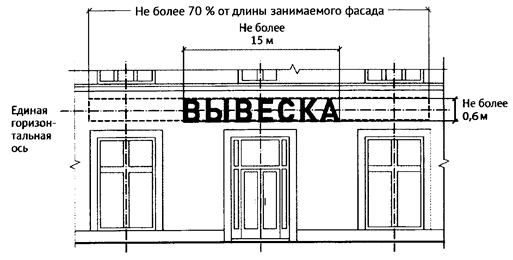 Не более 70 % от длины занимаемого фасада
Не более
15 м
ВЫВЕСКА
Единая
горизон-
тальная
ось
Не более
0,6 м